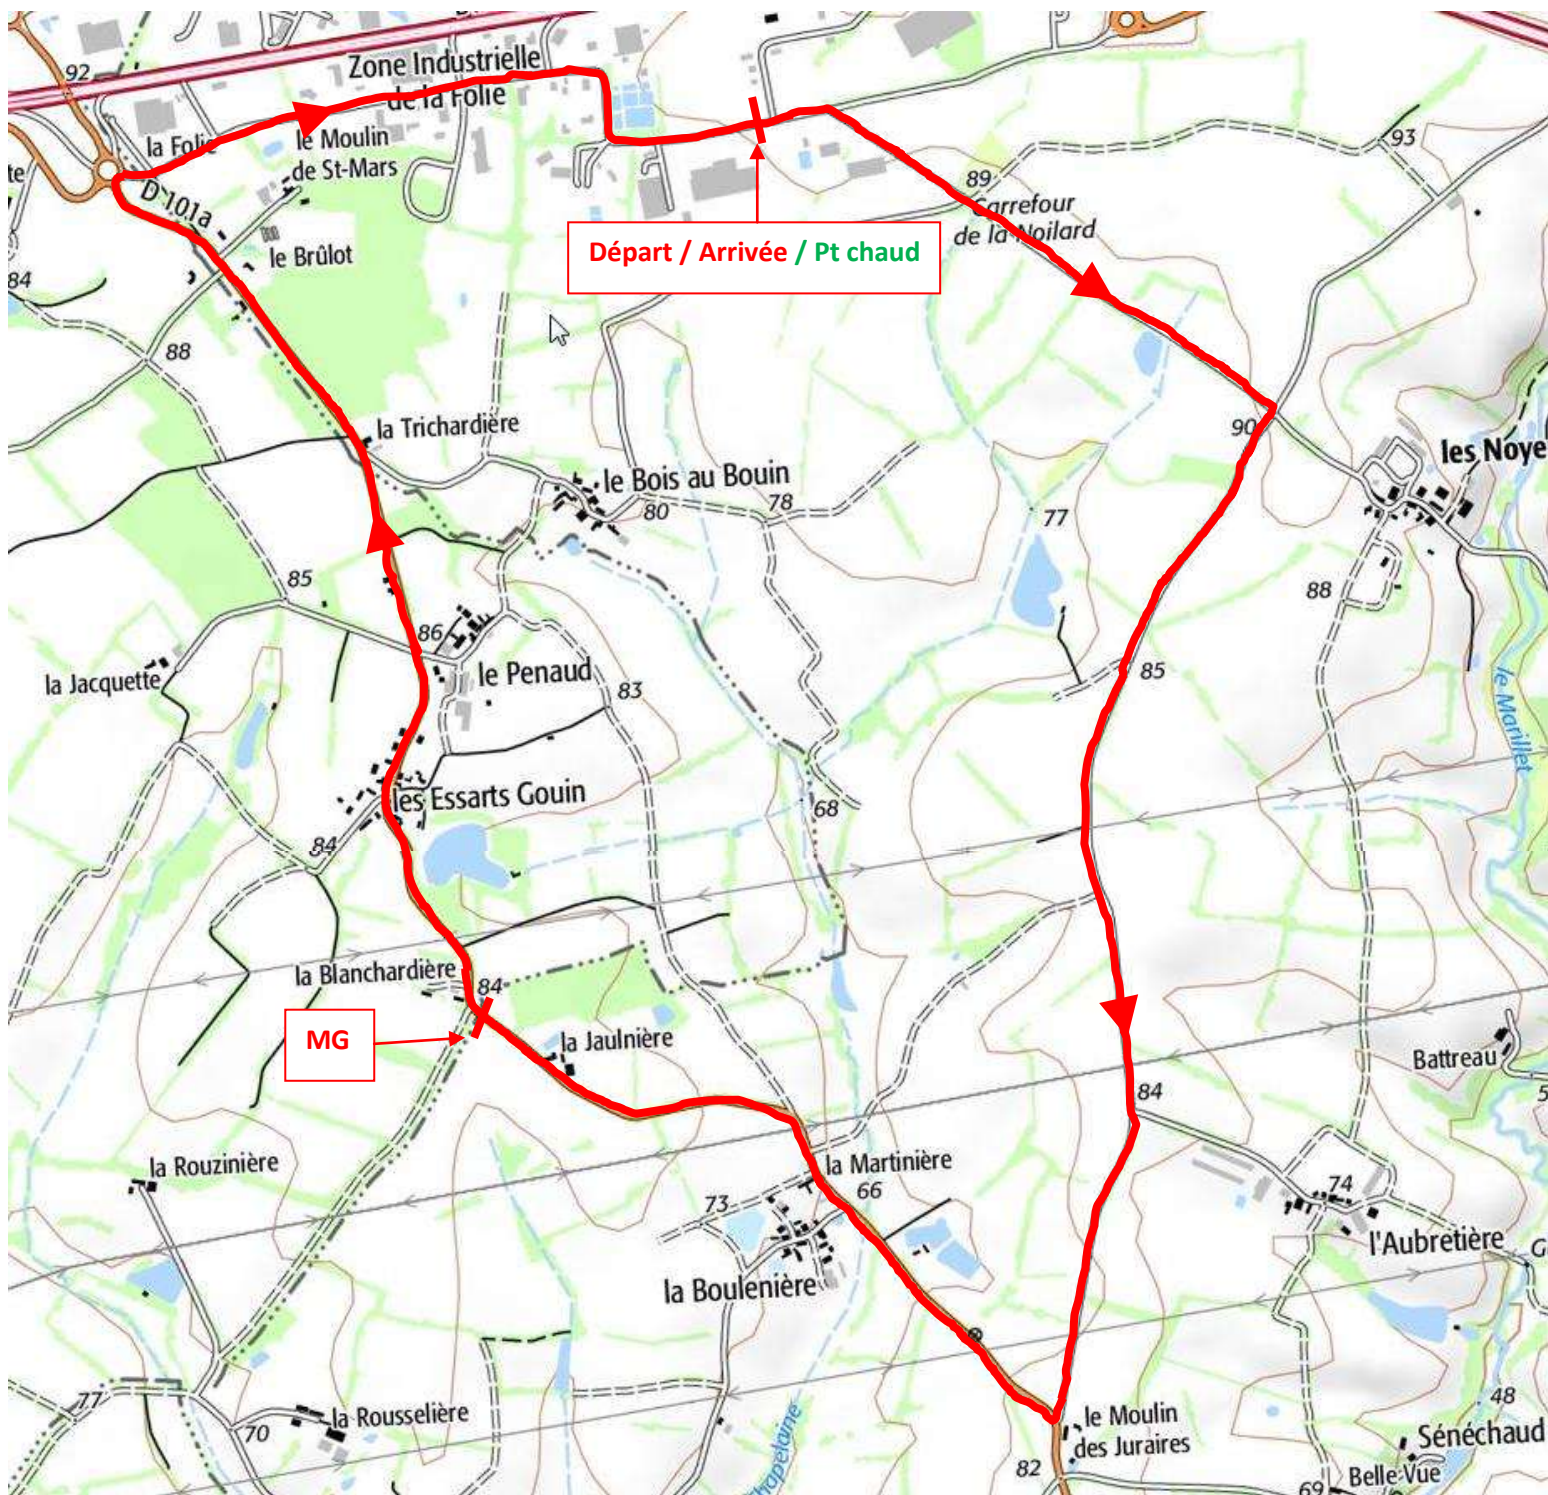 92
Zone Industrielle
de la Folie
la Folie
le Moulin
de St-Mars
93
te
D 101a
89
Carrefour
de la Noilard
Départ / Arrivée / Pt chaud
le Brûlot
84
88
la Trichardière
90
les Noye
le Bois au Bouin
80
78
77
85
88
86
le Penaud
85
la Jacquette
83
le Marillet
les Essarts Gouin
68
84
la Blanchardière
84
MG
la Jaulnière
Battreau
84
5
la Rouzinière
la Martinière
66
73
74
l'Aubretière
G
la Boulenière
77
la Rousselière
70
le Moulin
des Juraires
48
Sénéchaud
82
Belle Vue
69
hapelaine